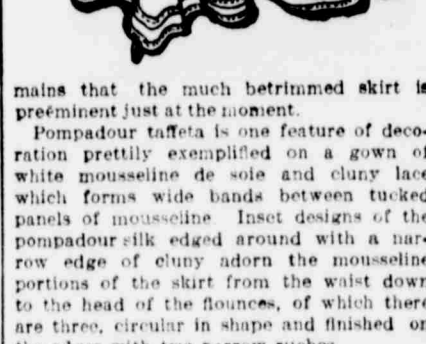 mains that the much betrimmed skirt is
preëminent just at the moment.
Pompadour taffeta is one feature of deco-
ration prettily exemplified on a gown of
white mousseline de soie and cluny lace
which forms wide bands between tucked
panels of mousseline. Inset designs of the
pompadour silk edged around with a nar-
row edge of cluny adorn the mousseline
portions of the skirt from the waist down
to the head of the flounces, of which there
are three, circular in shape and finished on